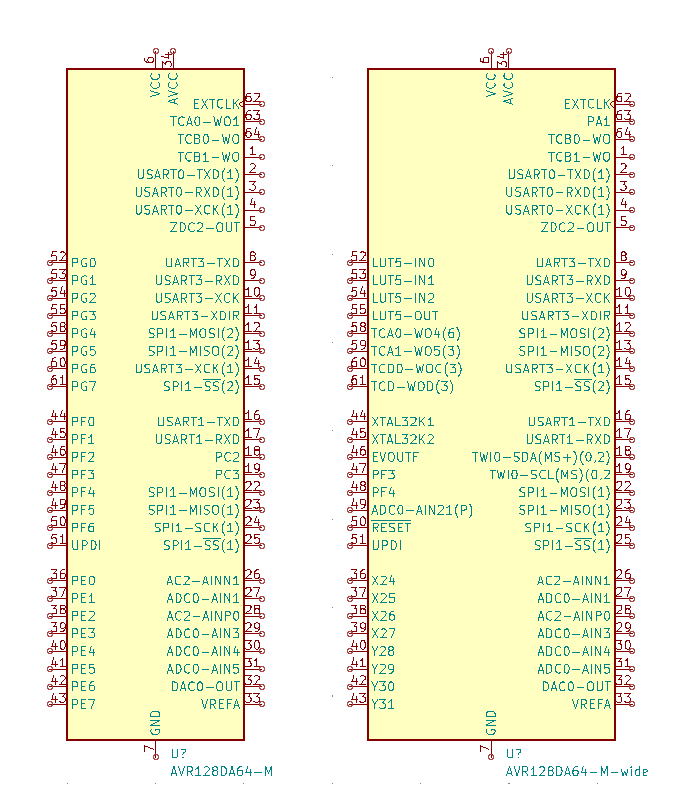 6 VCC
34 AVCC
EXTCLK 62
TCA0-WO1 63
TCB0-WO 64
TCB1-WO 1
USART0-TXD(1) 2
USART0-RXD(1) 3
USART0-XCK(1) 4
ZDC2-OUT 5
52 PG0 UART3-TXD 8
53 PG1 USART3-RXD 9
54 PG2 USART3-XCK 10
55 PG3 USART3-XDIR 11
58 PG4 SPI1-MOSI(2) 12
59 PG5 SPI1-MISO(2) 13
60 PG6 USART3-XCK(1) 14
61 PG7 SPI1-SS(2) 15
44 PF0 USART1-TXD 16
45 PF1 USART1-RXD 17
46 PF2 PC2 18
47 PF3 PC3 19
48 PF4 SPI1-MOSI(1) 22
49 PF5 SPI1-MISO(1) 23
50 PF6 SPI1-SCK(1) 24
51 UPDI SPI1-SS(1) 25
36 PE0 AC2-AINN1 26
37 PE1 ADC0-AIN1 27
38 PE2 AC2-AINP0 28
39 PE3 ADC0-AIN3 29
40 PE4 ADC0-AIN4 30
41 PE5 ADC0-AIN5 31
42 PE6 DAC0-OUT 32
43 PE7 VREFA 33
7 GND
U?
AVR128DA64-M
6 VCC
34 AVCC
EXTCLK 62
PA1 63
TCB0-WO 64
TCB1-WO 1
USART0-TXD(1) 2
USART0-RXD(1) 3
USART0-XCK(1) 4
ZDC2-OUT 5
52 LUT5-IN0 UART3-TXD 8
53 LUT5-IN1 USART3-RXD 9
54 LUT5-IN2 USART3-XCK 10
55 LUT5-OUT USART3-XDIR 11
58 TCA0-WO4(6) SPI1-MOSI(2) 12
59 TCA1-WO5(3) SPI1-MISO(2) 13
60 TCD0-WOC(3) USART3-XCK(1) 14
61 TCD-WOD(3) SPI1-SS(2) 15
44 XTAL32K1 USART1-TXD 16
45 XTAL32K2 USART1-RXD 17
46 EVOUTF TWI0-SDA(MS+)(0,2) 18
47 PF3 TWI0-SCL(MS)(0,2 19
48 PF4 SPI1-MOSI(1) 22
49 ADC0-AIN21(P) SPI1-MISO(1) 23
50 RESET SPI1-SCK(1) 24
51 UPDI SPI1-SS(1) 25
36 X24 AC2-AINN1 26
37 X25 ADC0-AIN1 27
38 X26 AC2-AINP0 28
39 X27 ADC0-AIN3 29
40 Y28 ADC0-AIN4 30
41 Y29 ADC0-AIN5 31
42 Y30 DAC0-OUT 32
43 Y31 VREFA 33
7 GND
U?
AVR128DA64-M-wide